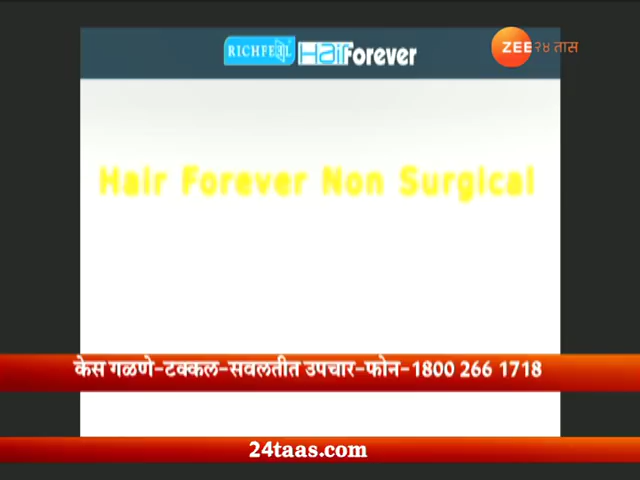 RICHFEEL HairForever
ZEE २४ तास
Hair Forever Non Surgical
केस गळणे-टक्कल-सवलतीत उपचार-फोन-1800 266 1718
24taas.com